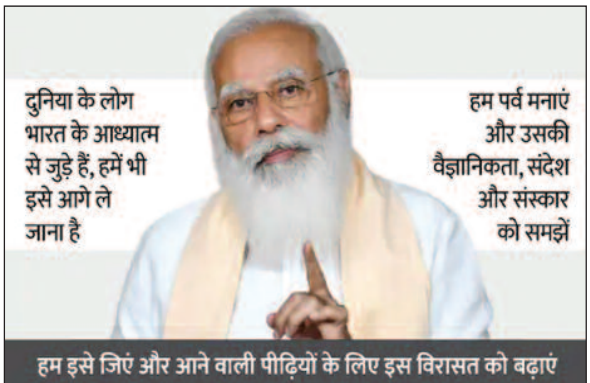 दुनिया के लोग
भारत के आध्यात्म
से जुड़े हैं, हमें भी
इसे आगे ले
जाना है
हम पर्व मनाएं
और उसकी
वैज्ञानिकता, संदेश
और संस्कार
को समझें
हम इसे जिएं और आने वाली पीढ़ियों के लिए इस विरासत को बढ़ाएं